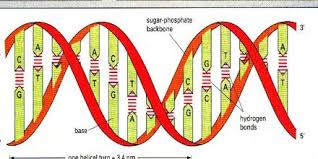 sugar-phosphate
backbone
3'
C A A C G T A
G T T G A C C T T
base
hydrogen
bonds
5'
one helical turn = 3.4 nm